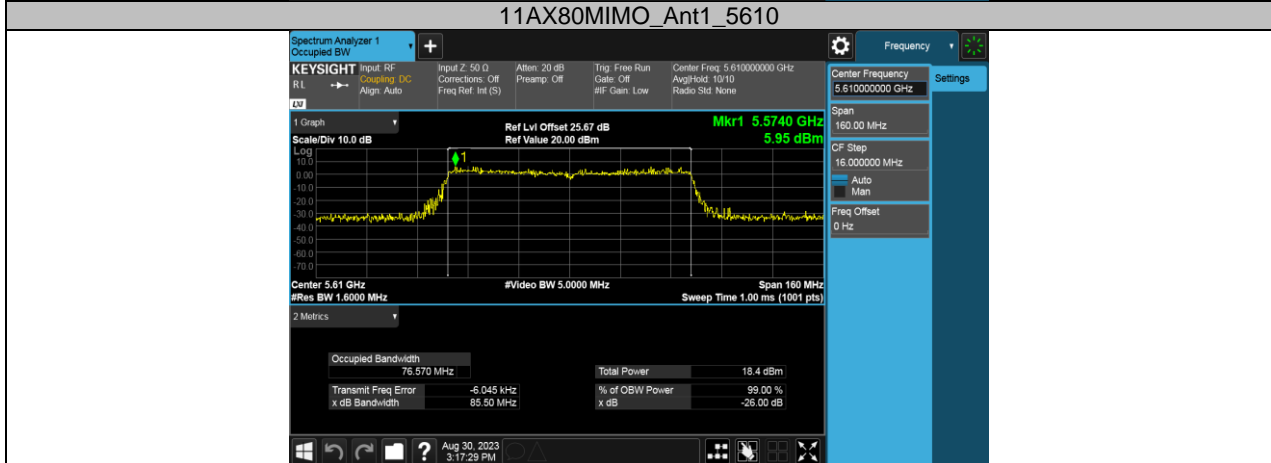 11AX80MIMO_Ant1_5610
Spectrum Analyzer 1
Occupied BW
+
Frequency
KEYSIGHT
RL
LXI
Input: RF
Coupling: DC
Align: Auto
Input Z: 50 Ω
Corrections: Off
Freq Ref: Int (S)
Atten: 20 dB
Preamp: Off
Trig: Free Run
Gate: Off
#IF Gain: Low
Center Freq: 5.610000000 GHz
Avg|Hold: 10/10
Radio Std: None
Center Frequency
5.610000000 GHz
Settings
Span
160.00 MHz
CF Step
16.000000 MHz
Auto
Man
Freq Offset
0 Hz
1 Graph
Scale/Div 10.0 dB
Ref Lvl Offset 25.67 dB
Ref Value 20.00 dBm
Mkr1 5.5740 GHz
5.95 dBm
Log
10.0
0.00
-10.0
-20.0
-30.0
-40.0
-50.0
-60.0
-70.0
1
Center 5.61 GHz
#Video BW 5.0000 MHz
Span 160 MHz
#Res BW 1.6000 MHz
Sweep Time 1.00 ms (1001 pts)
2 Metrics
Occupied Bandwidth
76.570 MHz
Total Power 18.4 dBm
Transmit Freq Error -6.045 kHz
% of OBW Power 99.00 %
x dB Bandwidth 85.50 MHz
x dB -26.00 dB
?
Aug 30, 2023
3:17:29 PM